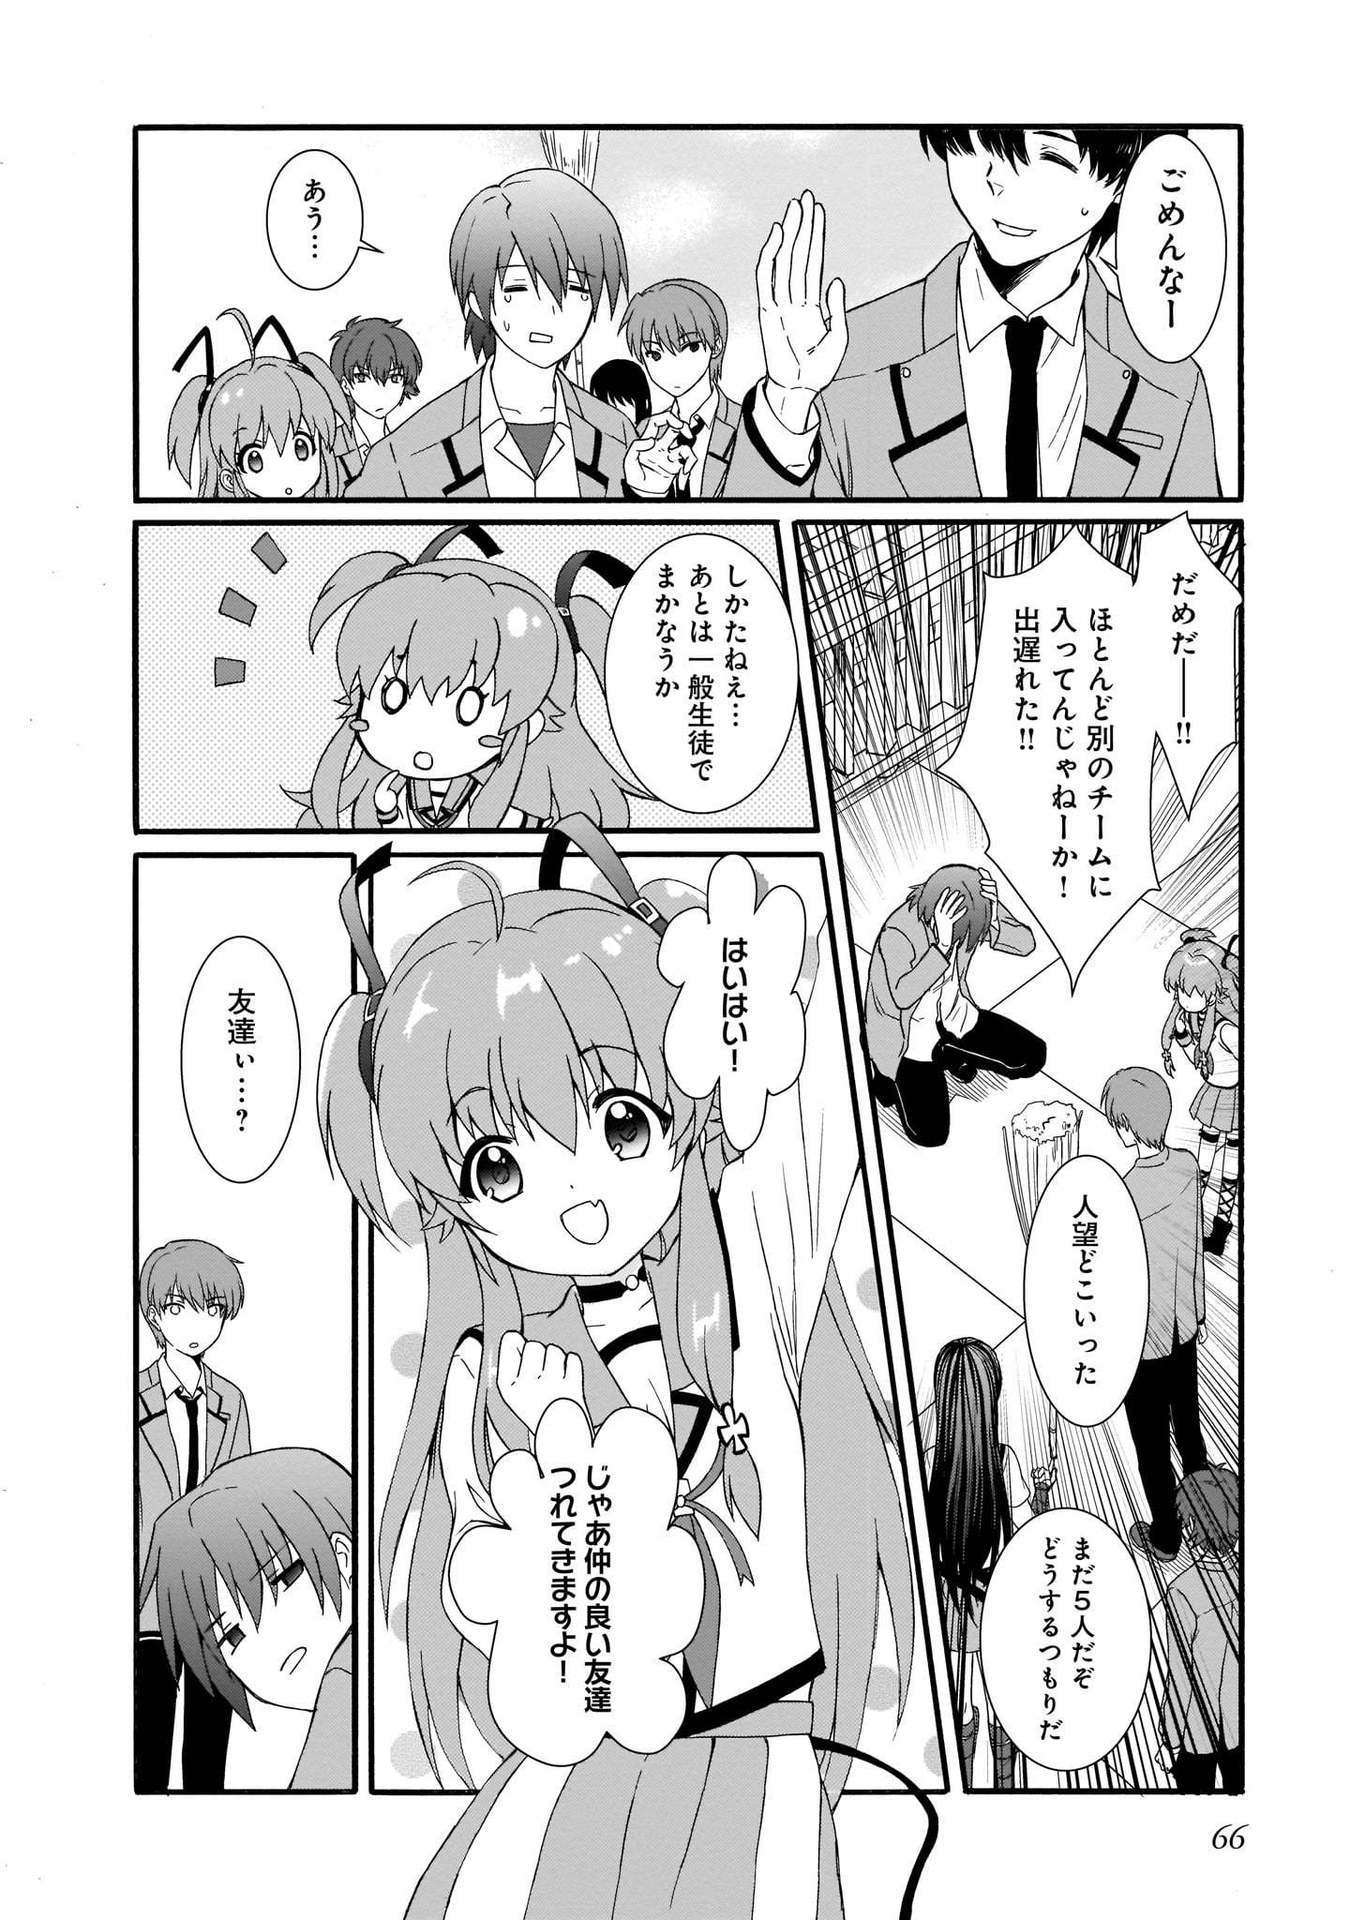 ごめんなー
あう…
だめだ——!!
ほとんど別のチームに
入ってんじゃねーか!
出遅れた!!
人望どこいった
まだ5人だぞ
どうするつもりだ
しかたねぇ…
あとは一般生徒で
まかなうか
はいはい!
じゃあ仲の良い友達
つれてきますよ!
友達ぃ…?
66